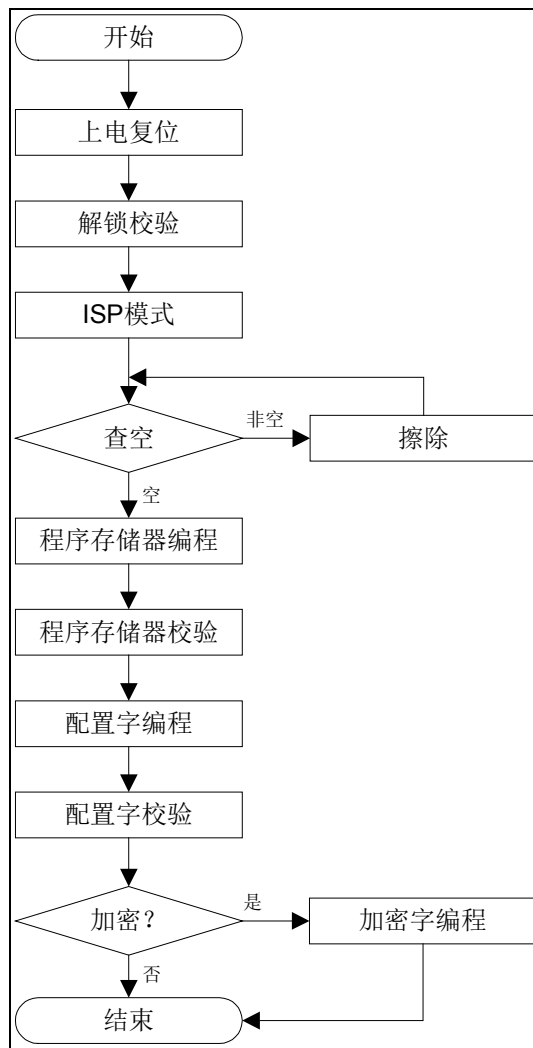 开始
上电复位
解锁校验
ISP模式
查空
非空
擦除
空
程序存储器编程
程序存储器校验
配置字编程
配置字校验
加密？
是
加密字编程
否
结束